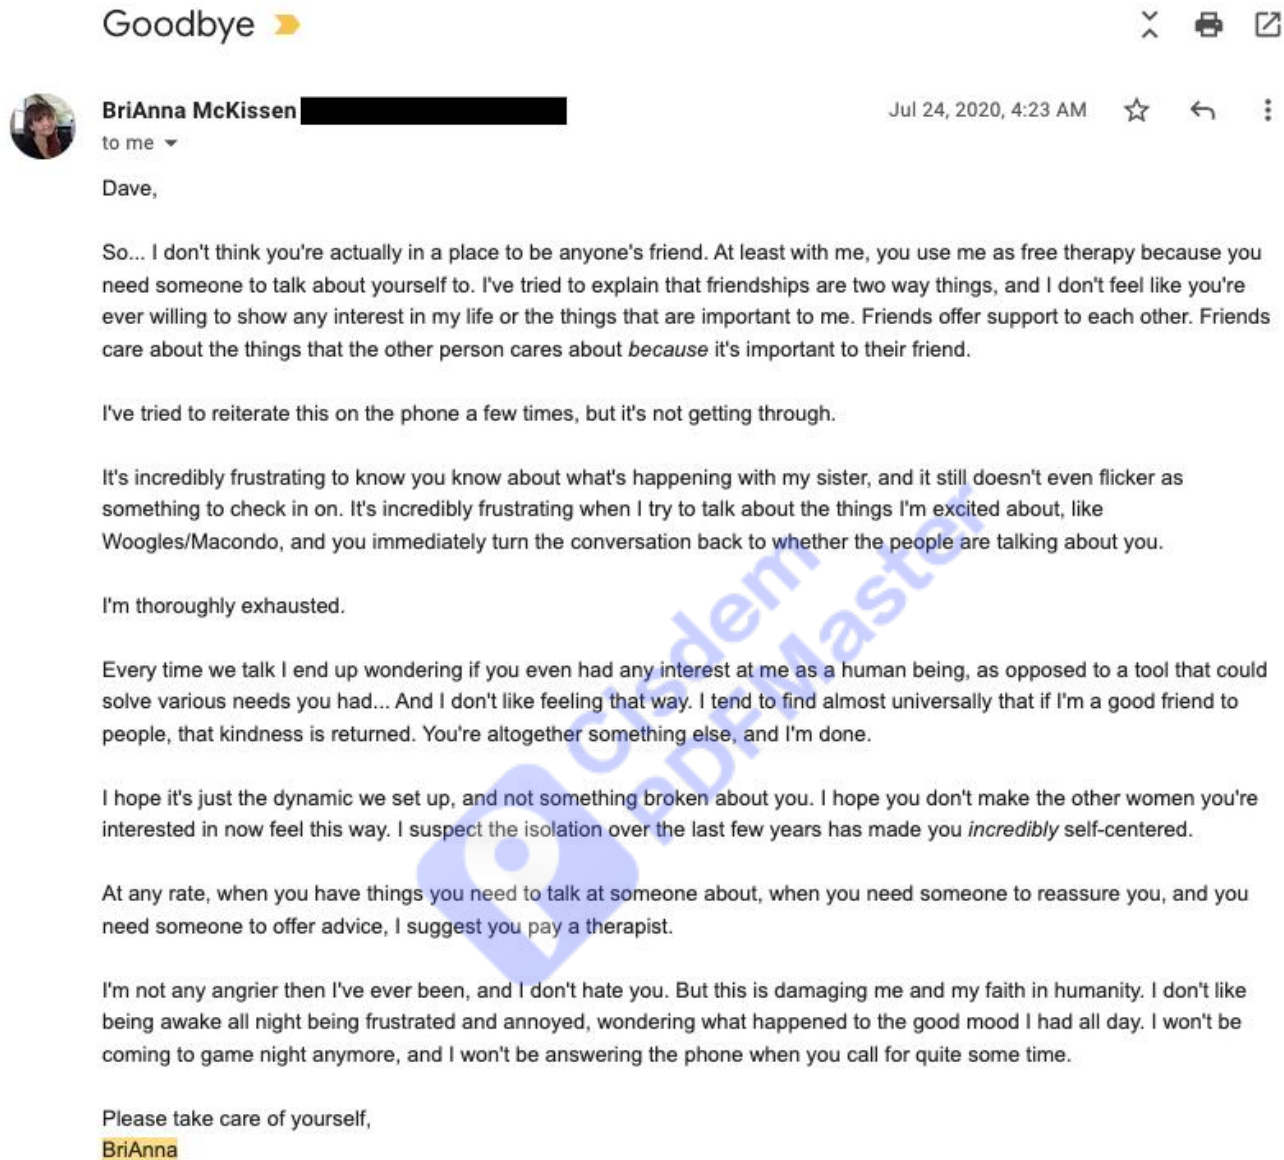 Goodbye
BriAnna McKissen
Jul 24, 2020, 4:23 AM
to me
Dave,
So... I don't think you're actually in a place to be anyone's friend. At least with me, you use me as free therapy because you
need someone to talk about yourself to. I've tried to explain that friendships are two way things, and I don't feel like you're
ever willing to show any interest in my life or the things that are important to me. Friends offer support to each other. Friends
care about the things that the other person cares about because it's important to their friend.
I've tried to reiterate this on the phone a few times, but it's not getting through.
It's incredibly frustrating to know you know about what's happening with my sister, and it still doesn't even flicker as
something to check in on. It's incredibly frustrating when I try to talk about the things I'm excited about, like
Woogles/Macondo, and you immediately turn the conversation back to whether the people are talking about you.
I'm thoroughly exhausted.
Every time we talk I end up wondering if you even had any interest at me as a human being, as opposed to a tool that could
solve various needs you had... And I don't like feeling that way. I tend to find almost universally that if I'm a good friend to
people, that kindness is returned. You're altogether something else, and I'm done.
I hope it's just the dynamic we set up, and not something broken about you. I hope you don't make the other women you're
interested in now feel this way. I suspect the isolation over the last few years has made you incredibly self-centered.
At any rate, when you have things you need to talk at someone about, when you need someone to reassure you, and you
need someone to offer advice, I suggest you pay a therapist.
I'm not any angrier then I've ever been, and I don't hate you. But this is damaging me and my faith in humanity. I don't like
being awake all night being frustrated and annoyed, wondering what happened to the good mood I had all day. I won't be
coming to game night anymore, and I won't be answering the phone when you call for quite some time.
Please take care of yourself,
BriAnna
Cisdem
PDFMaster